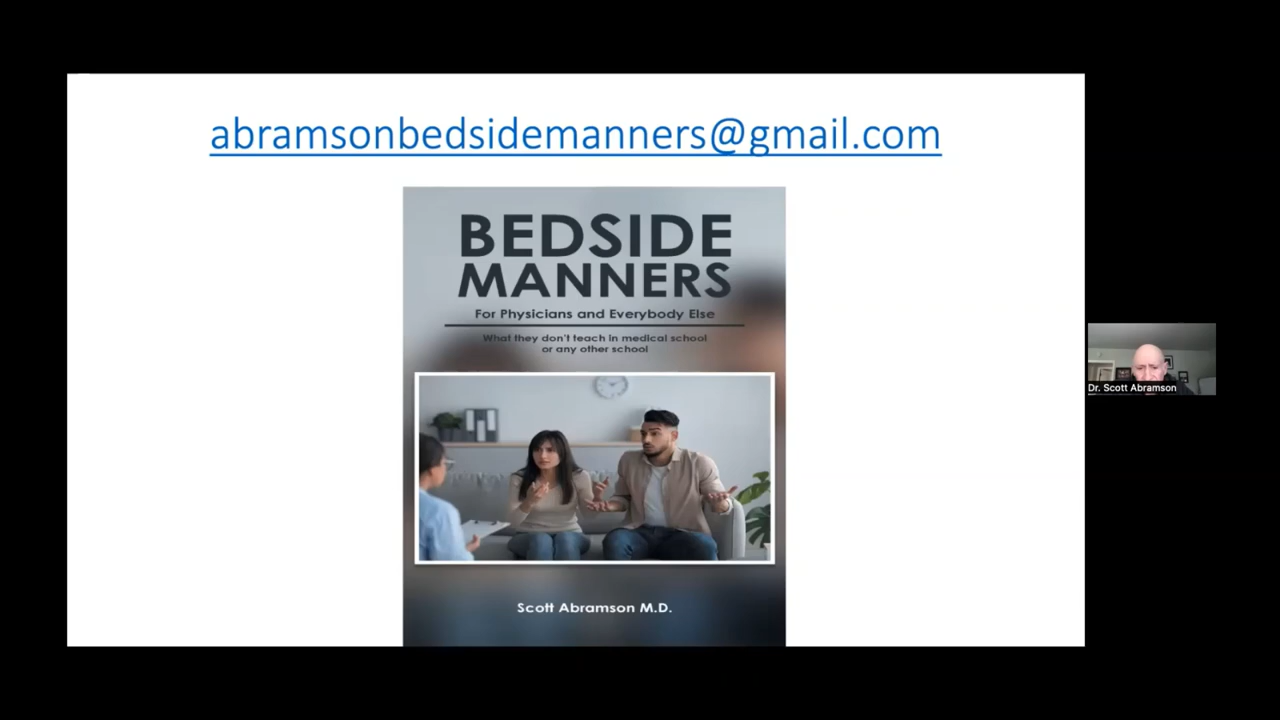 abramsonbedsidemanners@gmail.com
BEDSIDE
MANNERS
For Physicians and Everybody Else
What they don't teach in medical school
or any other school
Scott Abramson M.D.
Dr. Scott Abramson